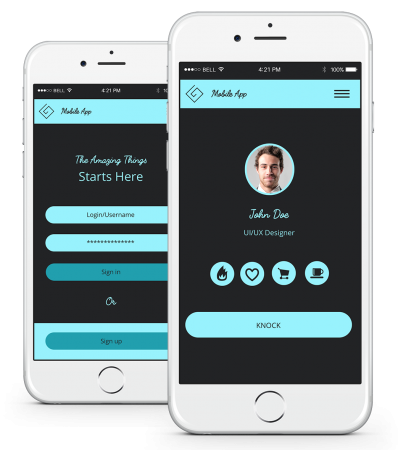 BELL
4:21 PM
Mobile App
The Amazing Things
Starts Here
Login/Username
**************
Sign in
Or
Sign up
BELL
4:21 PM
100%
Mobile App
John Doe
UI/UX Designer
KNOCK